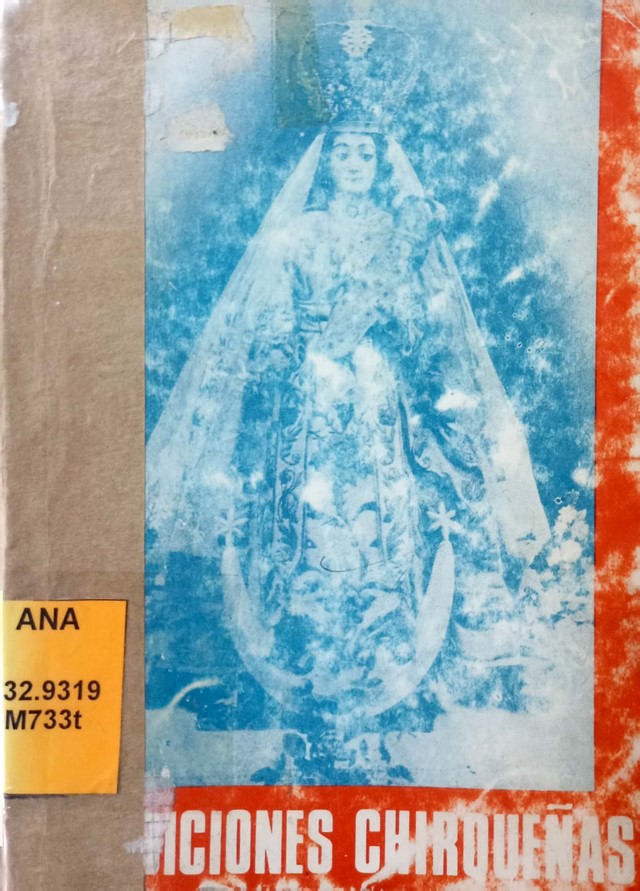 ANA
32.9319
M733t
ICIONES CHIRQUEÑAS